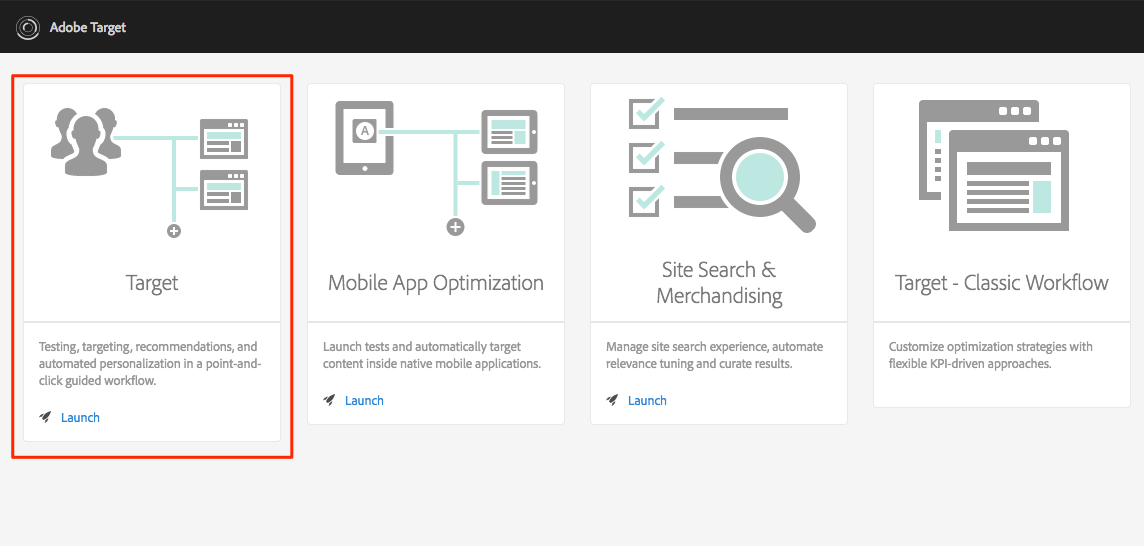 Adobe Target
Target
Testing, targeting, recommendations, and
automated personalization in a point-and-
click guided workflow.
Launch
A
Mobile App Optimization
Launch tests and automatically target
content inside native mobile applications.
Launch
Site Search &
Merchandising
Manage site search experience, automate
relevance tuning and curate results.
Launch
Target - Classic Workflow
Customize optimization strategies with
flexible KPI-driven approaches.